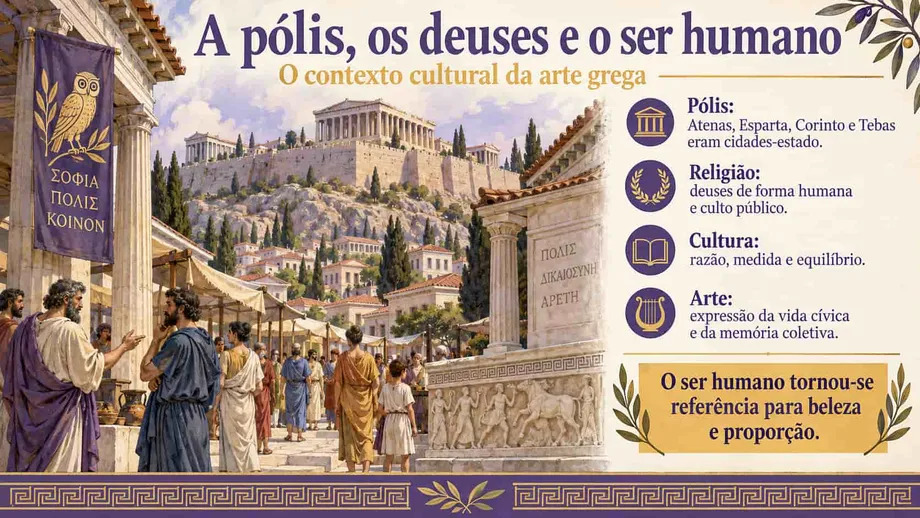 A pólis, os deuses e o ser humano
O contexto cultural da arte grega
ΣΟΦΙΑ
ΠΟΛΙΣ
ΚΟΙΝΟΝ
ΠΟΛΙΣ
ΔΙΚΑΙΟΣΥΝΗ
ΑΡΕΤΗ
Pólis:
Atenas, Esparta, Corinto e Tebas
eram cidades-estado.
Religião:
deuses de forma humana
e culto público.
Cultura:
razão, medida e equilíbrio.
Arte:
expressão da vida cívica
e da memória coletiva.
O ser humano tornou-se
referência para beleza
e proporção.